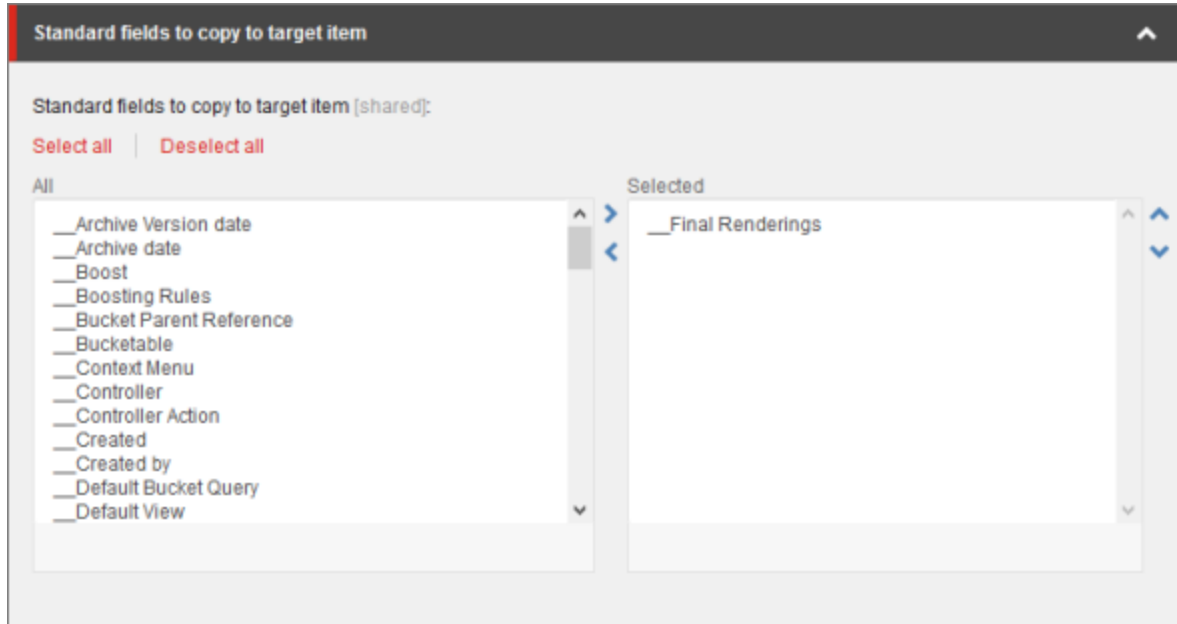 Standard fields to copy to target item
Standard fields to copy to target item [shared]:
Select all Deselect all
All
__Archive Version date
__Archive date
__Boost
__Boosting Rules
__Bucket Parent Reference
__Bucketable
__Context Menu
__Controller
__Controller Action
__Created
__Created by
__Default Bucket Query
__Default View
Selected
__Final Renderings